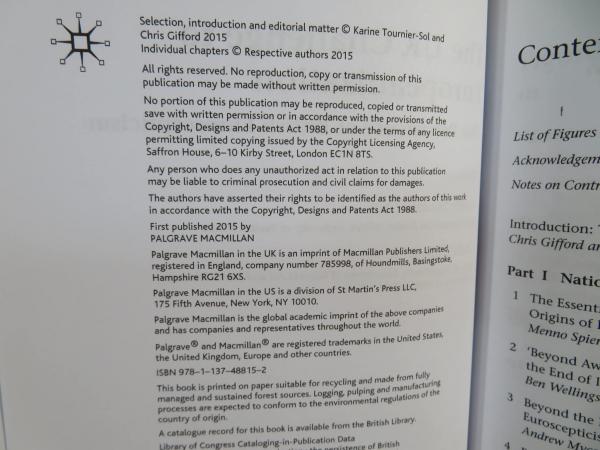 Selection, introduction and editorial matter © Karine Tournier-Sol and
Chris Gifford 2015
Individual chapters © Respective authors 2015
All rights reserved. No reproduction, copy or transmission of this
publication may be made without written permission.
No portion of this publication may be reproduced, copied or transmitted
save with written permission or in accordance with the provisions of the
Copyright, Designs and Patents Act 1988, or under the terms of any licence
permitting limited copying issued by the Copyright Licensing Agency,
Saffron House, 6–10 Kirby Street, London EC1N 8TS.
Any person who does any unauthorized act in relation to this publication
may be liable to criminal prosecution and civil claims for damages.
The authors have asserted their rights to be identified as the authors of this work
in accordance with the Copyright, Designs and Patents Act 1988.
First published 2015 by
PALGRAVE MACMILLAN
Palgrave Macmillan in the UK is an imprint of Macmillan Publishers Limited,
registered in England, company number 785998, of Houndmills, Basingstoke,
Hampshire RG21 6XS.
Palgrave Macmillan in the US is a division of St Martin's Press LLC,
175 Fifth Avenue, New York, NY 10010.
Palgrave Macmillan is the global academic imprint of the above companies
and has companies and representatives throughout the world.
Palgrave® and Macmillan® are registered trademarks in the United States,
the United Kingdom, Europe and other countries.
ISBN 978–1–137–48815–2
This book is printed on paper suitable for recycling and made from fully
managed and sustained forest sources. Logging, pulping and manufacturing
processes are expected to conform to the environmental regulations of the
country of origin.
A catalogue record for this book is available from the British Library.
Library of Congress Cataloging-in-Publication Data
persistence of British
Conte
List of Figures
Acknowledgem
Notes on Contr
Introduction: T
Chris Gifford an
Part I Natio
1 The Essenti
Origins of
Menno Spier
2 'Beyond Aw
the End of
Ben Wellings
3 Beyond the
Eurosceptic
Andrew
4